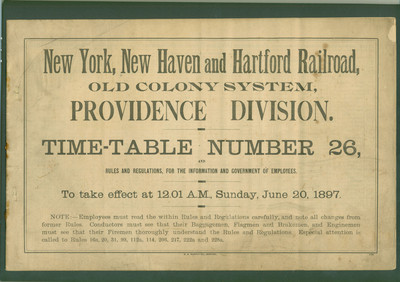 New York, New Haven and Hartford Railroad,
OLD COLONY SYSTEM,
PROVIDENCE DIVISION.
TIME-TABLE NUMBER 26,
AND
RULES AND REGULATIONS, FOR THE INFORMATION AND GOVERNMENT OF EMPLOYEES,
To take effect at 12.01 A.M., Sunday, June 20, 1897.
NOTE:—Employees must read the within Rules and Regulations carefully, and note all changes from
former Rules. Conductors must see that their Baggagemen, Flagmen and Brakemen, and Enginemen
must see that their Firemen thoroughly understand the Rules and Regulations. Especial attention is
called to Rules